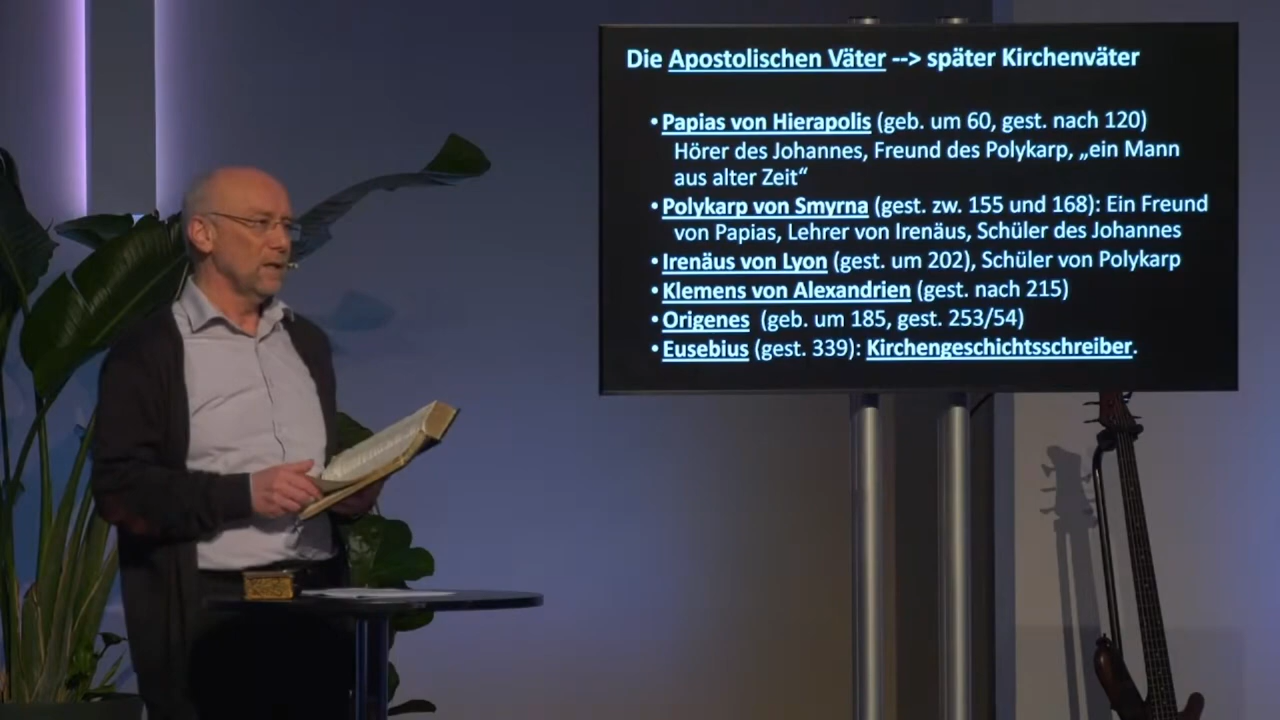 Die Apostolischen Väter --> später Kirchenväter
• Papias von Hierapolis (geb. um 60, gest. nach 120)
Hörer des Johannes, Freund des Polykarp, „ein Mann
aus alter Zeit“
• Polykarp von Smyrna (gest. zw. 155 und 168): Ein Freund
von Papias, Lehrer von Irenäus, Schüler des Johannes
• Irenäus von Lyon (gest. um 202), Schüler von Polykarp
• Klemens von Alexandrien (gest. nach 215)
• Origenes (geb. um 185, gest. 253/54)
• Eusebius (gest. 339): Kirchengeschichtsschreiber.